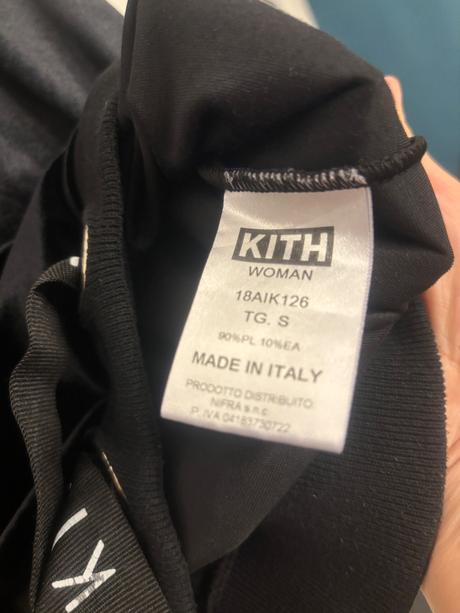 KITH
WOMAN
18AIK126
TG. S
90%PL 10%EA
MADE IN ITALY
PRODOTTO DISTRIBUITO:
NIFRA s.n.c.
P. IVA 04183730722
K